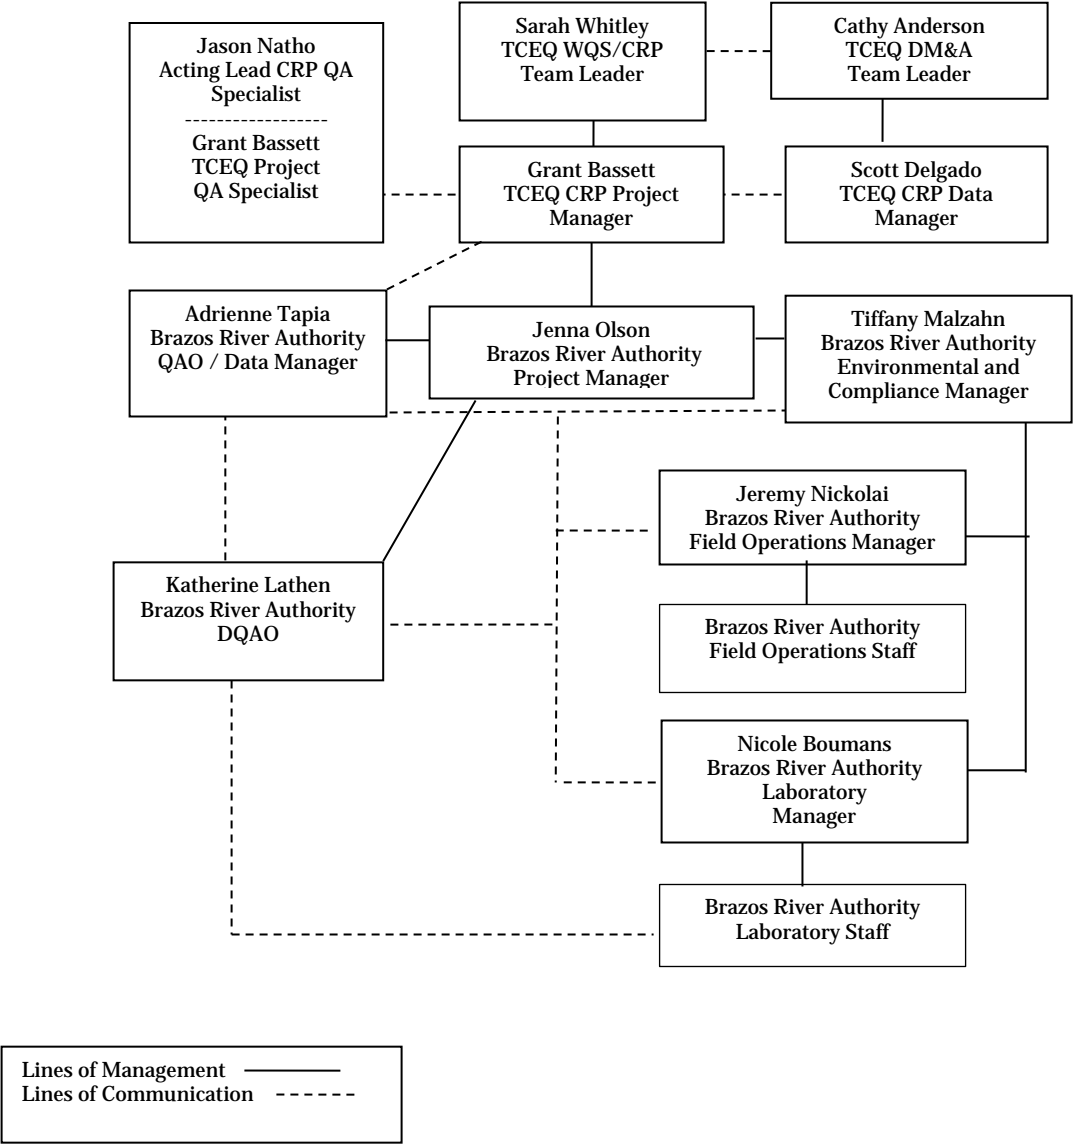 Jason Natho
Acting Lead CRP QA
Specialist
------------------
Grant Bassett
TCEQ Project
QA Specialist
Sarah Whitley
TCEQ WQS/CRP
Team Leader
Cathy Anderson
TCEQ DM&A
Team Leader
Grant Bassett
TCEQ CRP Project
Manager
Scott Delgado
TCEQ CRP Data
Manager
Adrienne Tapia
Brazos River Authority
QAO / Data Manager
Jenna Olson
Brazos River Authority
Project Manager
Tiffany Malzahn
Brazos River Authority
Environmental and
Compliance Manager
Jeremy Nickolai
Brazos River Authority
Field Operations Manager
Katherine Lathen
Brazos River Authority
DQAO
Brazos River Authority
Field Operations Staff
Nicole Boumans
Brazos River Authority
Laboratory
Manager
Brazos River Authority
Laboratory Staff
Lines of Management
Lines of Communication